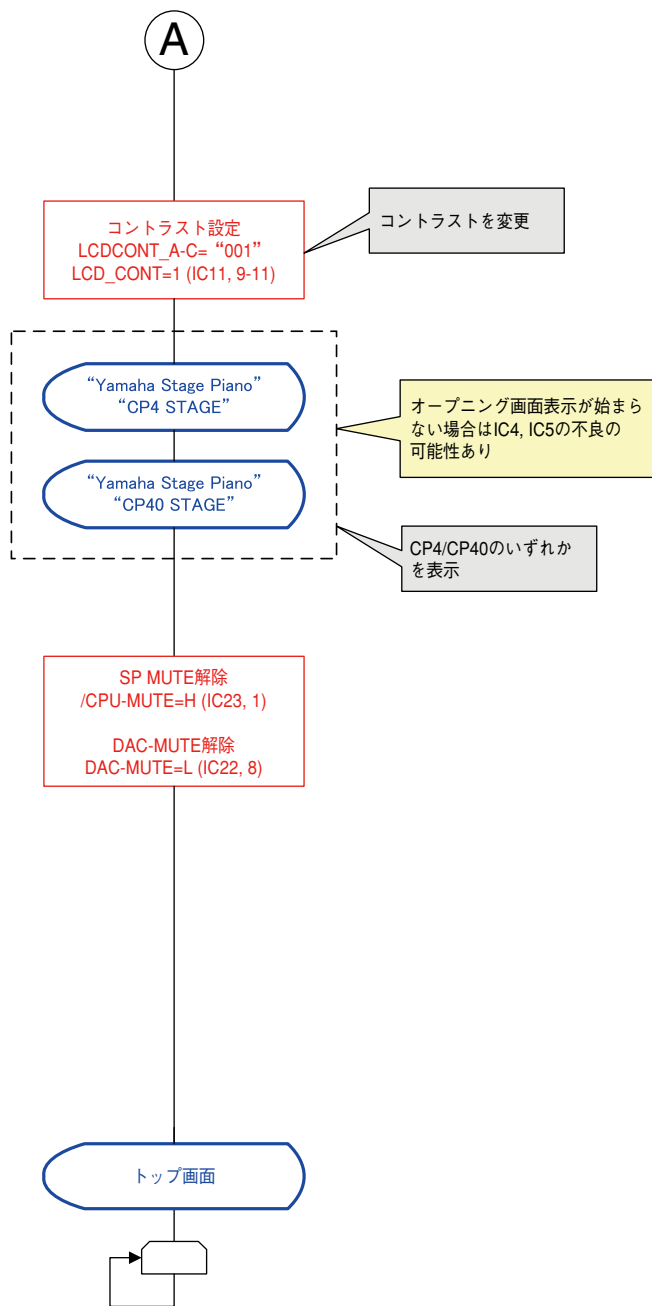 A
コントラスト設定
LCDCONT_A-C= “001”
LCD_CONT=1 (IC11, 9-11)
コントラストを変更
“Yamaha Stage Piano”
“CP4 STAGE”
オープニング画面表示が始まら
ない場合はIC4, IC5の不良の
可能性あり
“Yamaha Stage Piano”
“CP40 STAGE”
CP4/CP40のいずれか
を表示
SP MUTE解除
/CPU-MUTE=H (IC23, 1)
DAC-MUTE解除
DAC-MUTE=L (IC22, 8)
トップ画面